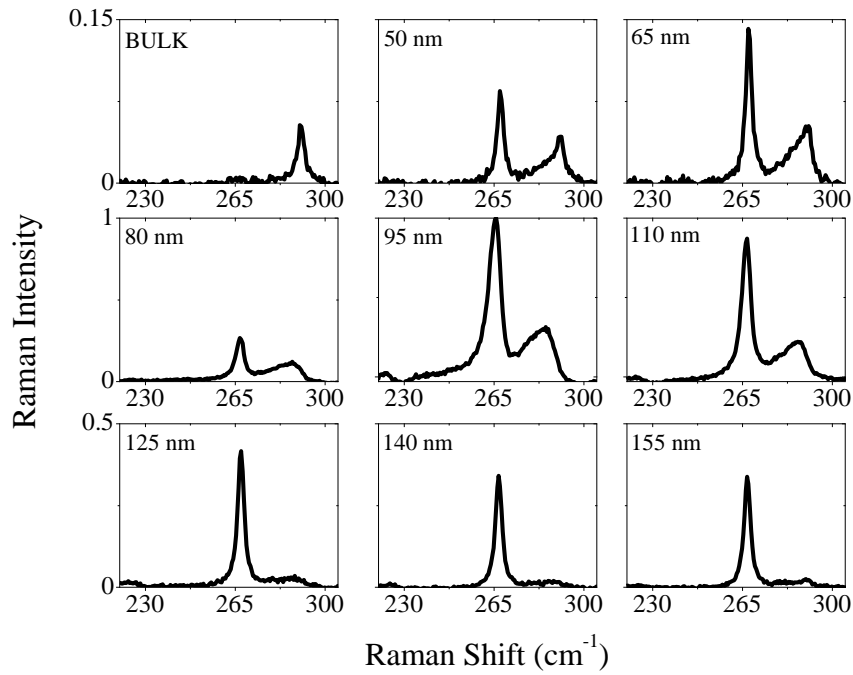 0.15
BULK
50 nm
65 nm
0
230 265 300
230 265 300
230 265 300
1
80 nm
95 nm
110 nm
0
230 265 300
230 265 300
230 265 300
0.5
125 nm
140 nm
155 nm
0
230 265 300
230 265 300
230 265 300
Raman Intensity
Raman Shift (cm⁻¹)